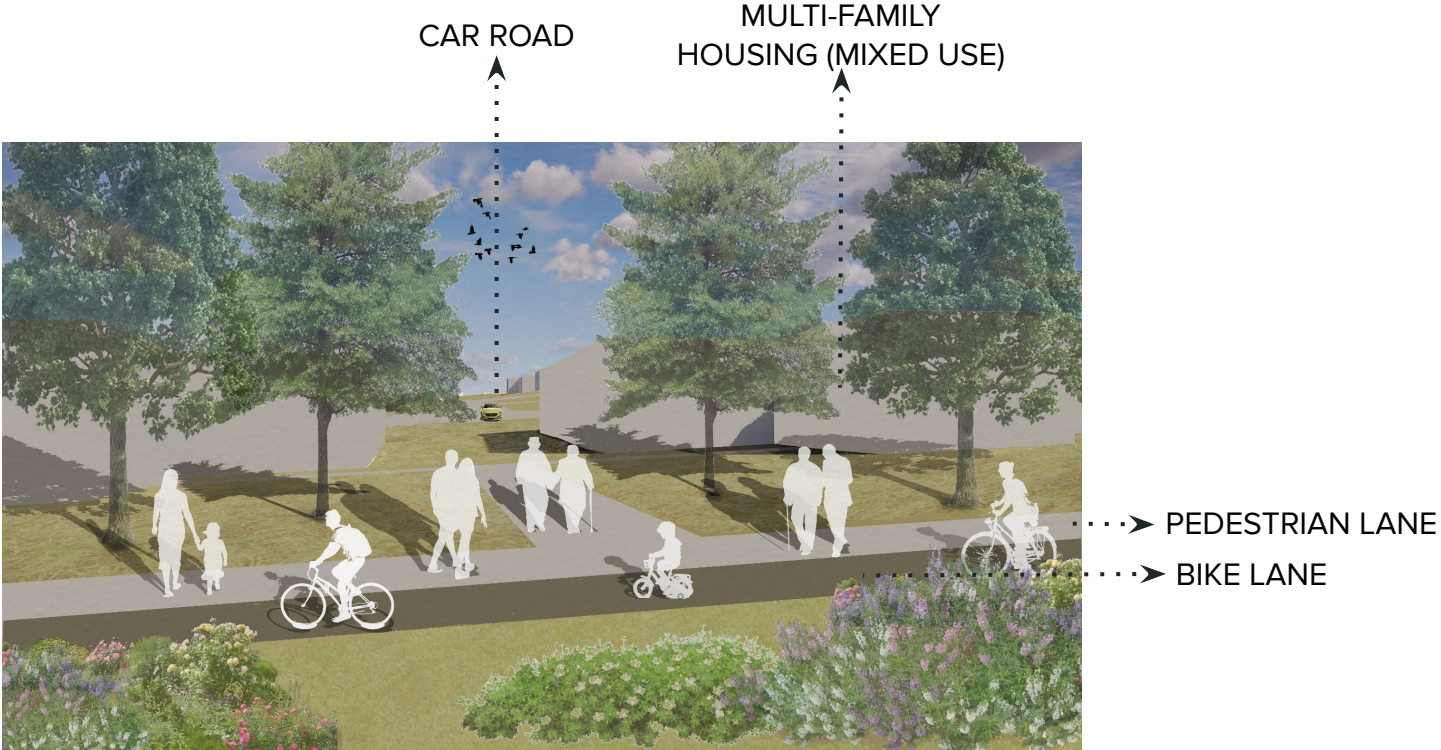 CAR ROAD
MULTI-FAMILY
HOUSING (MIXED USE)
PEDESTRIAN LANE
BIKE LANE